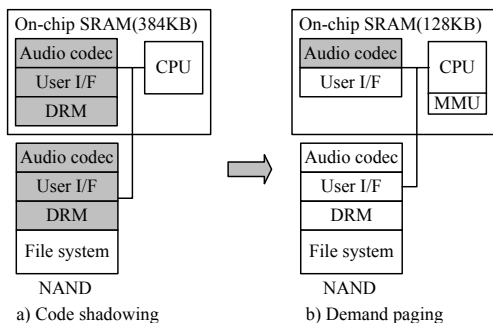 On-chip SRAM(384KB)
Audio codec
User I/F
DRM
CPU
Audio codec
User I/F
DRM
File system
NAND
a) Code shadowing
On-chip SRAM(128KB)
Audio codec
User I/F
CPU
MMU
Audio codec
User I/F
DRM
File system
NAND
b) Demand paging